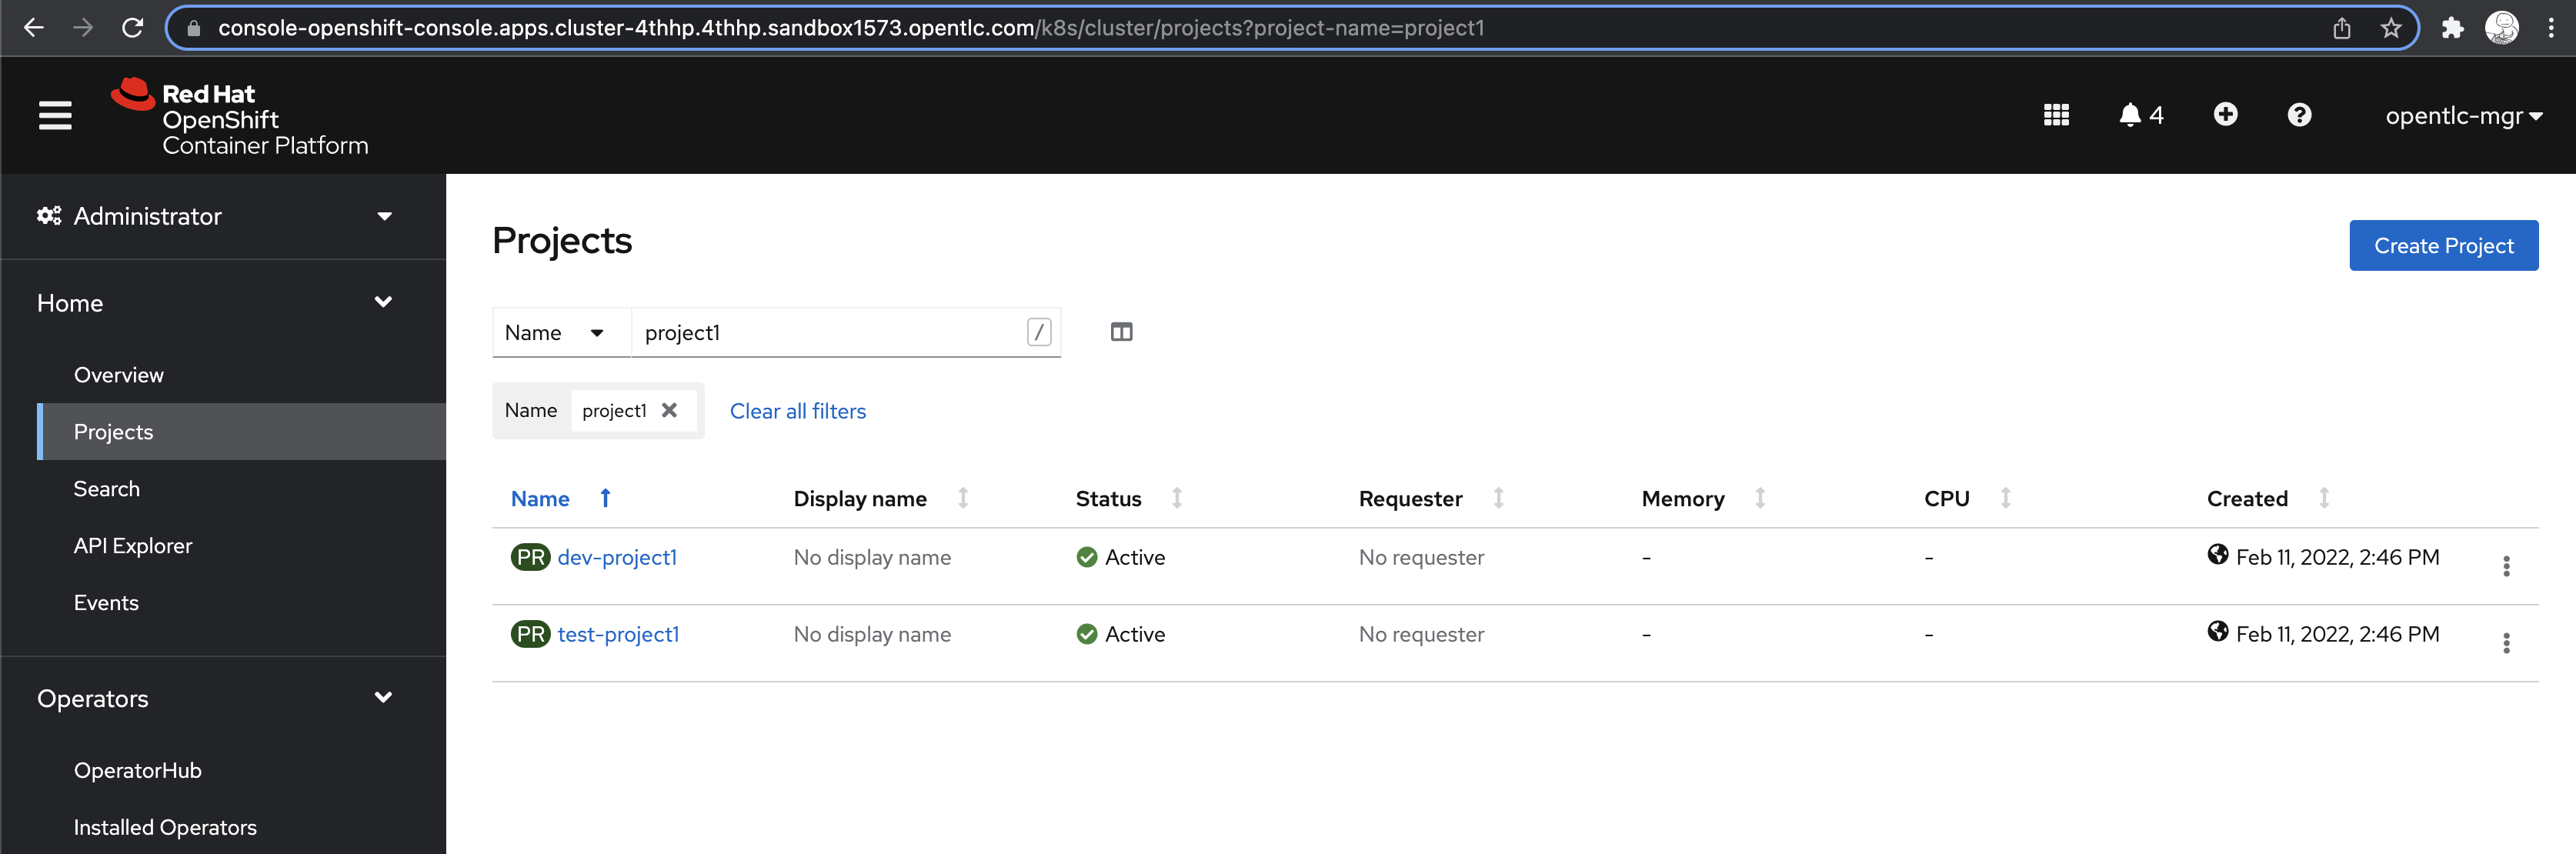 console-openshift-console.apps.cluster-4thhp.4thhp.sandbox1573.opentlc.com/k8s/cluster/projects?project-name=project1
Red Hat
OpenShift
Container Platform
4
opentlc-mgr
Administrator
Home
Overview
Projects
Search
API Explorer
Events
Operators
OperatorHub
Installed Operators
Projects
Create Project
Name project1 /
Name project1 Clear all filters
Name Display name Status Requester Memory CPU Created
PR dev-project1 No display name Active No requester - - Feb 11, 2022, 2:46 PM
PR test-project1 No display name Active No requester - - Feb 11, 2022, 2:46 PM